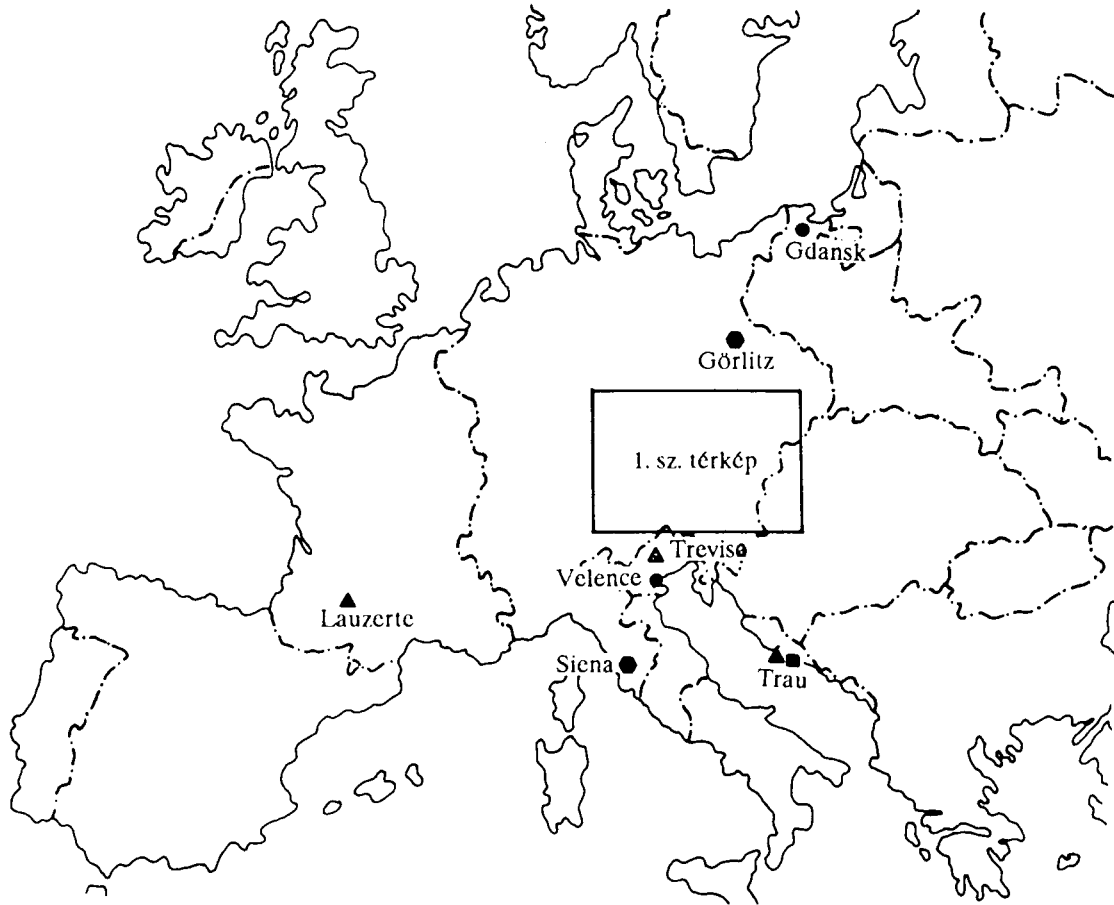 Gdansk
Görlitz
1. sz. térkép
Treviso
Velence
Lauzerte
Siena
Trau